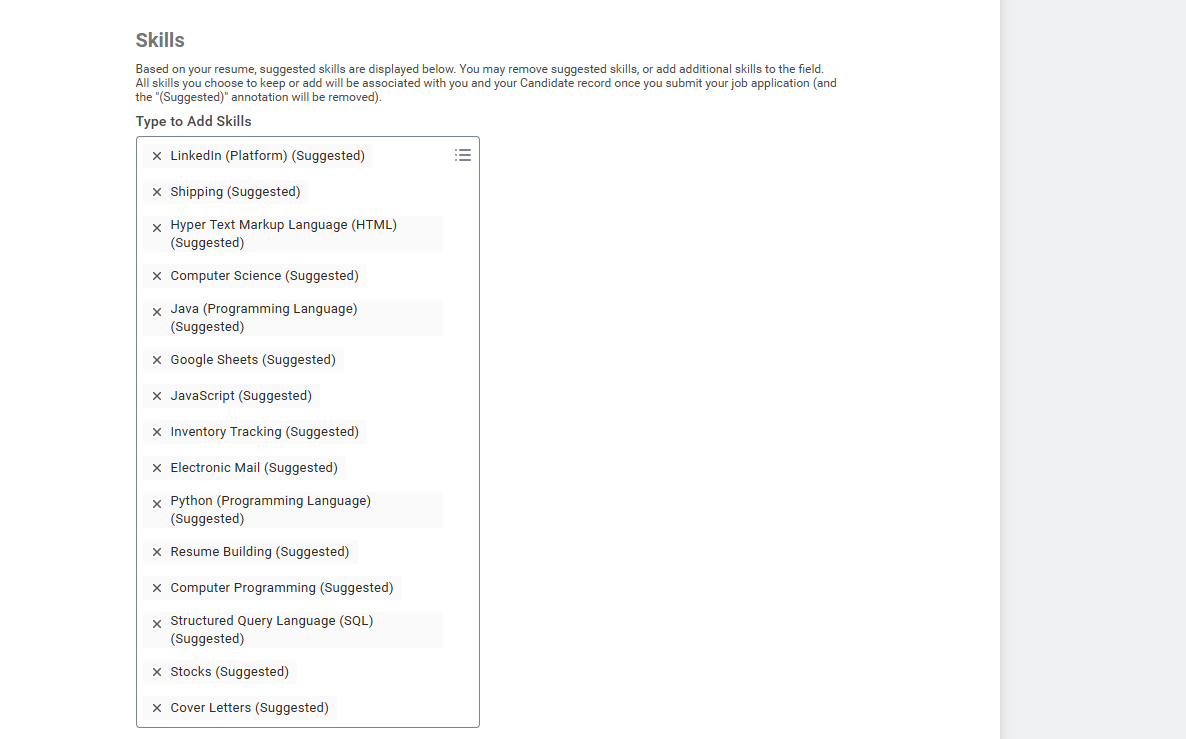 Skills
Based on your resume, suggested skills are displayed below. You may remove suggested skills, or add additional skills to the field.
All skills you choose to keep or add will be associated with you and your Candidate record once you submit your job application (and
the "(Suggested)" annotation will be removed).
Type to Add Skills
LinkedIn (Platform) (Suggested)
Shipping (Suggested)
Hyper Text Markup Language (HTML)
(Suggested)
Computer Science (Suggested)
Java (Programming Language)
(Suggested)
Google Sheets (Suggested)
JavaScript (Suggested)
Inventory Tracking (Suggested)
Electronic Mail (Suggested)
Python (Programming Language)
(Suggested)
Resume Building (Suggested)
Computer Programming (Suggested)
Structured Query Language (SQL)
(Suggested)
Stocks (Suggested)
Cover Letters (Suggested)